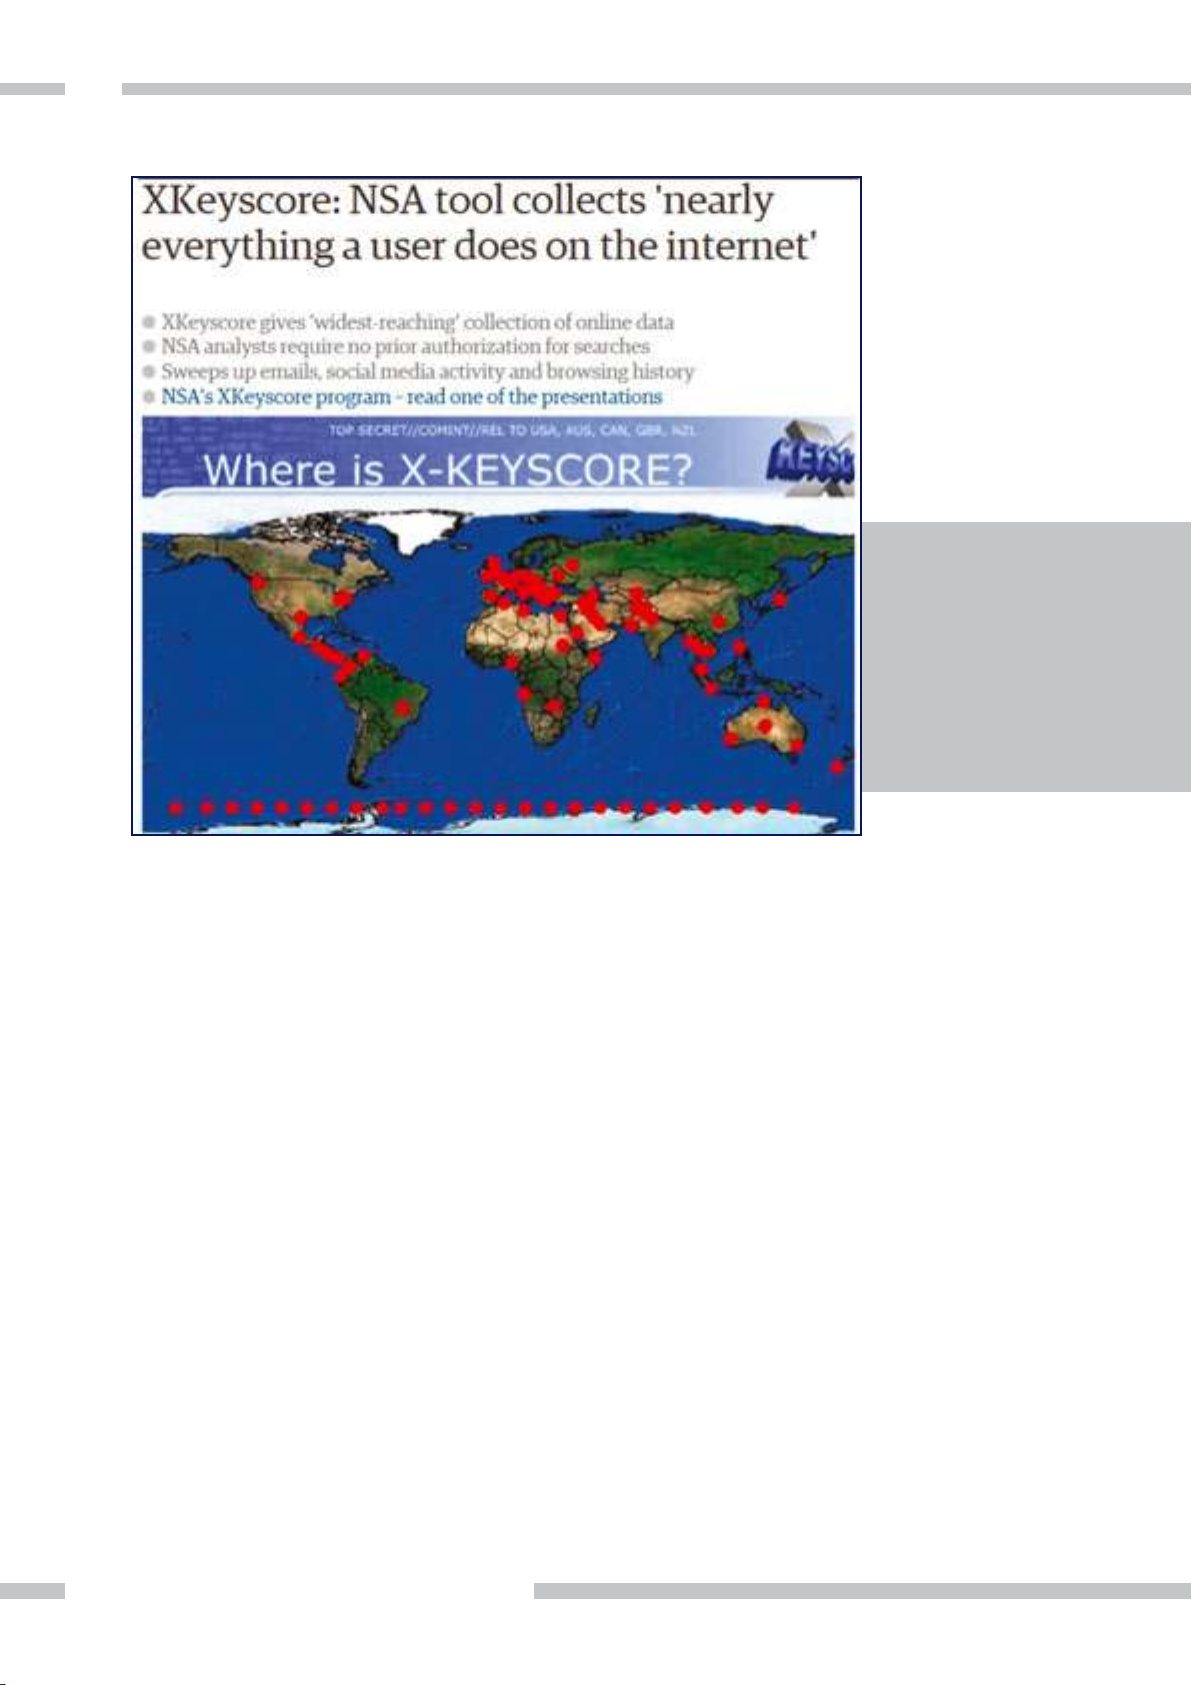 XKeyscore: NSA tool collects 'nearly
everything a user does on the internet'
XKeyscore gives 'widest-reaching' collection of online data
NSA analysts require no prior authorization for searches
Sweeps up emails, social media activity and browsing history
NSA's XKeyscore program – read one of the presentations
TOP SECRET//COMINT//REL TO USA, AUS, CAN, GBR, NZL
Where is X-KEYSCORE?
KEYSC